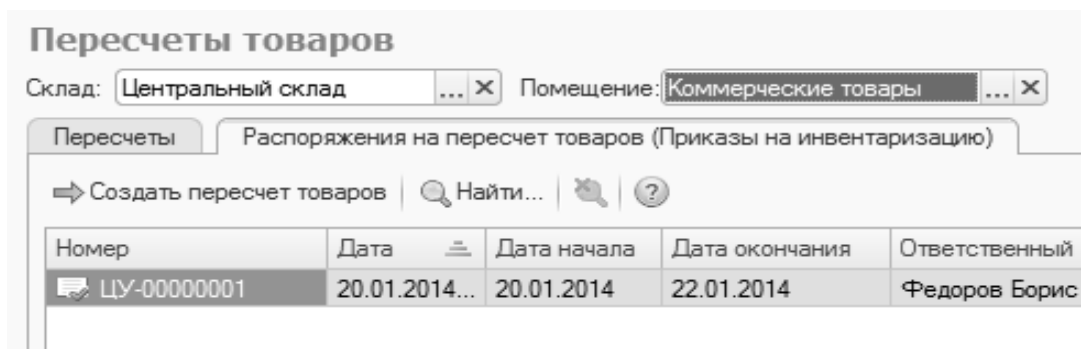 Пересчеты товаров
Склад: Центральный склад ... × Помещение: Коммерческие товары ... ×
Пересчеты Распоряжения на пересчет товаров (Приказы на инвентаризацию)
Создать пересчет товаров Найти... ?
Номер Дата Дата начала Дата окончания Ответственный
ЦУ-00000001 20.01.2014... 20.01.2014 22.01.2014 Федоров Борис